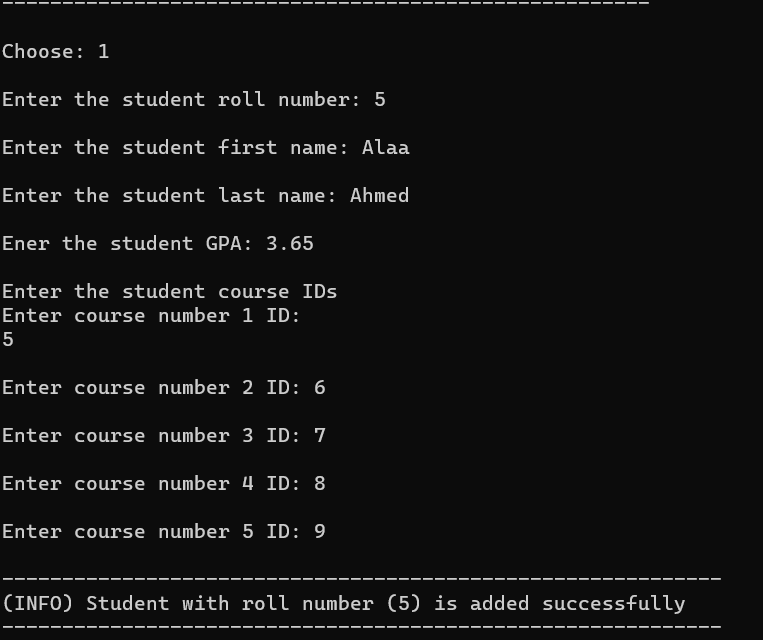 ------------------------------------------------------
Choose: 1
Enter the student roll number: 5
Enter the student first name: Alaa
Enter the student last name: Ahmed
Ener the student GPA: 3.65
Enter the student course IDs
Enter course number 1 ID:
5
Enter course number 2 ID: 6
Enter course number 3 ID: 7
Enter course number 4 ID: 8
Enter course number 5 ID: 9
------------------------------------------------------------
(INFO) Student with roll number (5) is added successfully
------------------------------------------------------------